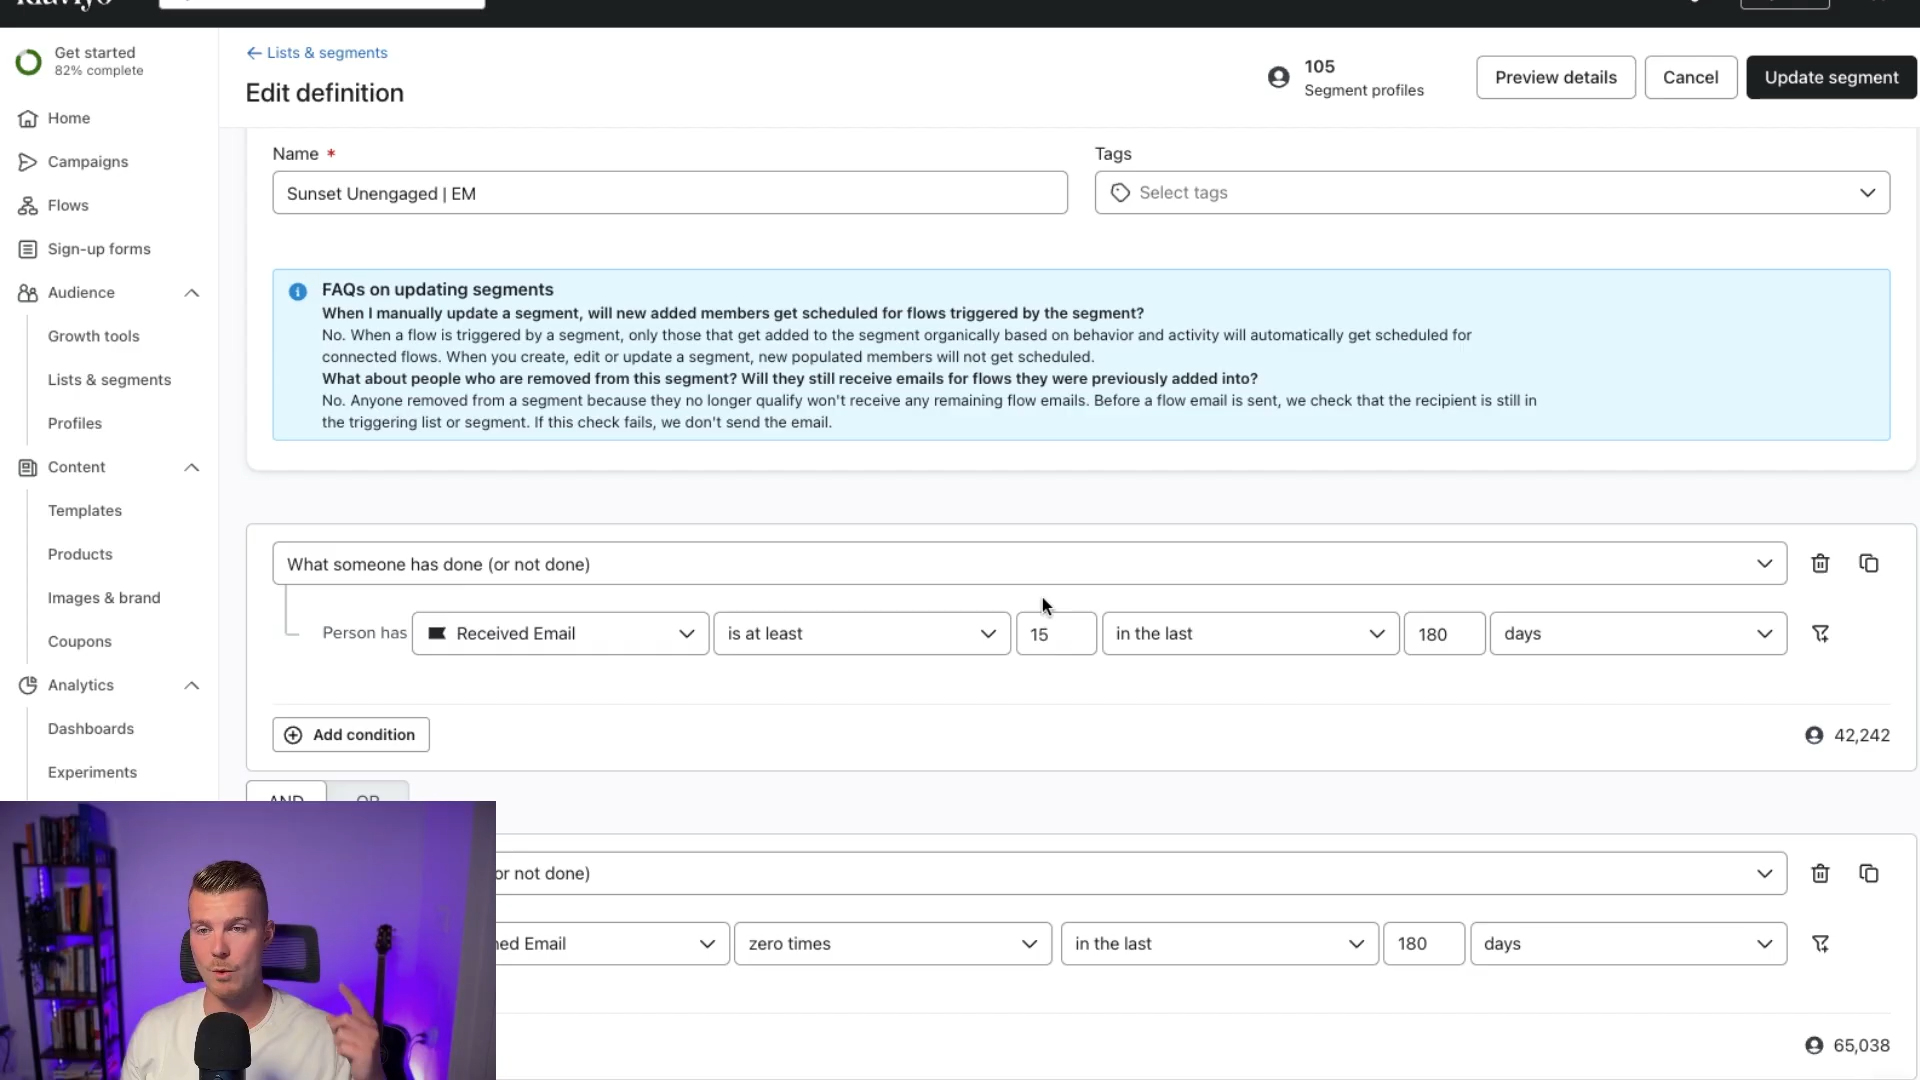 Get started
82% complete
Home
Campaigns
Flows
Sign-up forms
Audience
Growth tools
Lists & segments
Profiles
Content
Templates
Products
Images & brand
Coupons
Analytics
Dashboards
Experiments
← Lists & segments
Edit definition
105
Segment profiles
Preview details
Cancel
Update segment
Name *
Tags
Sunset Unengaged | EM
Select tags
FAQs on updating segments
When I manually update a segment, will new added members get scheduled for flows triggered by the segment?
No. When a flow is triggered by a segment, only those that get added to the segment organically based on behavior and activity will automatically get scheduled for
connected flows. When you create, edit or update a segment, new populated members will not get scheduled.
What about people who are removed from this segment? Will they still receive emails for flows they were previously added into?
No. Anyone removed from a segment because they no longer qualify won't receive any remaining flow emails. Before a flow email is sent, we check that the recipient is still in
the triggering list or segment. If this check fails, we don't send the email.
What someone has done (or not done)
Person has Received Email is at least 15 in the last 180 days
Add condition
42,242
AND OR
or not done)
ned Email zero times in the last 180 days
65,038